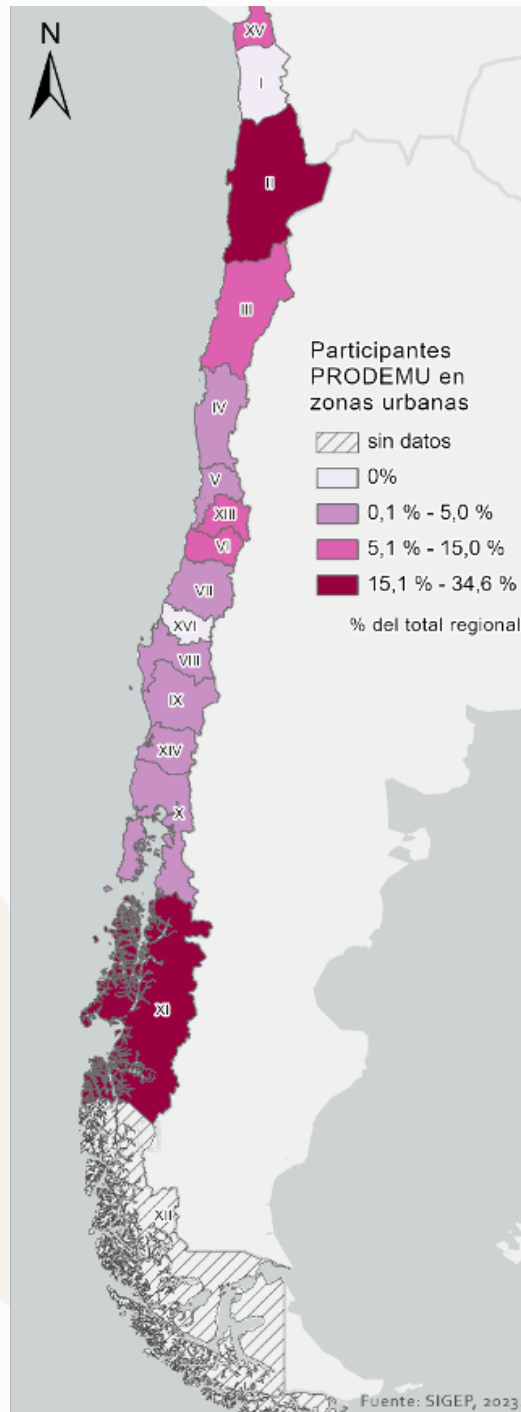 N
XV
I
II
III
Participantes
PRODEMU en
zonas urbanas
sin datos
0%
0,1 % - 5,0 %
5,1 % - 15,0 %
15,1 % - 34,6 %
% del total regional
IV
V
XIII
VI
VII
XVI
VIII
IX
XIV
X
XI
XII
Fuente: SIGEP, 2023